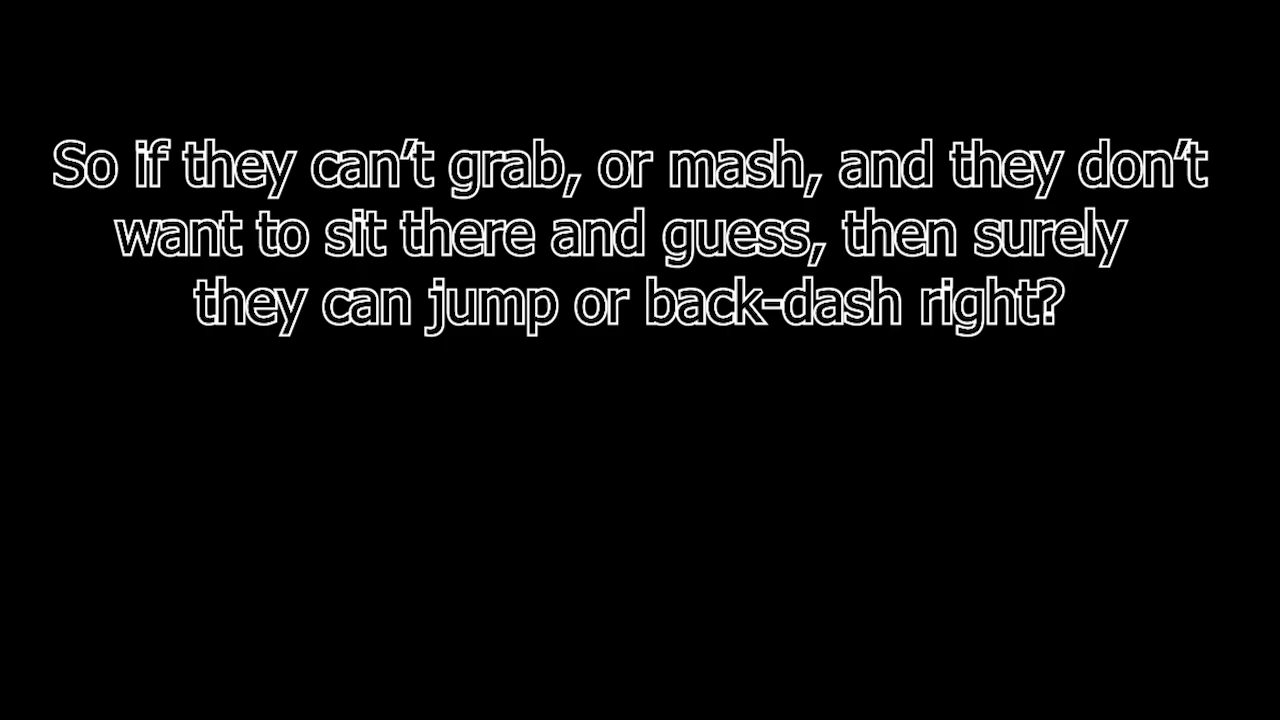 So if they can’t grab, or mash, and they don’t
want to sit there and guess, then surely
they can jump or back-dash right?